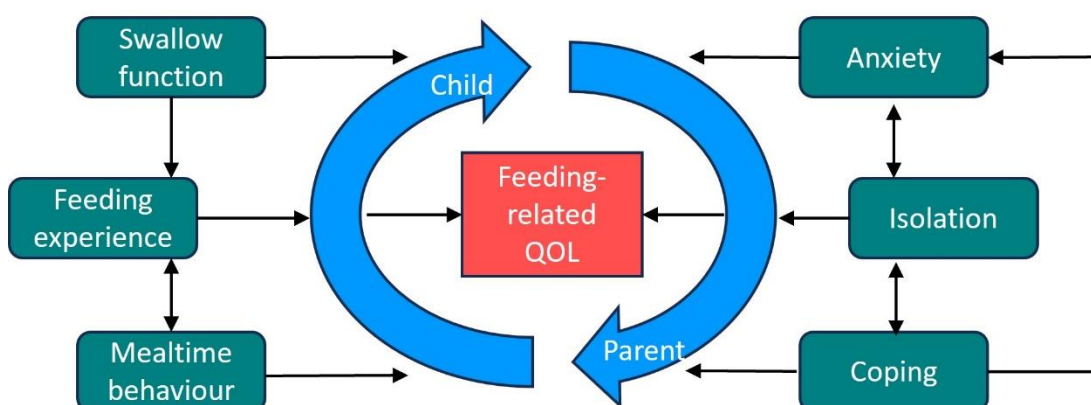 Swallow
function
Feeding
experience
Mealtime
behaviour
Child
Feeding-
related
QOL
Parent
Anxiety
Isolation
Coping